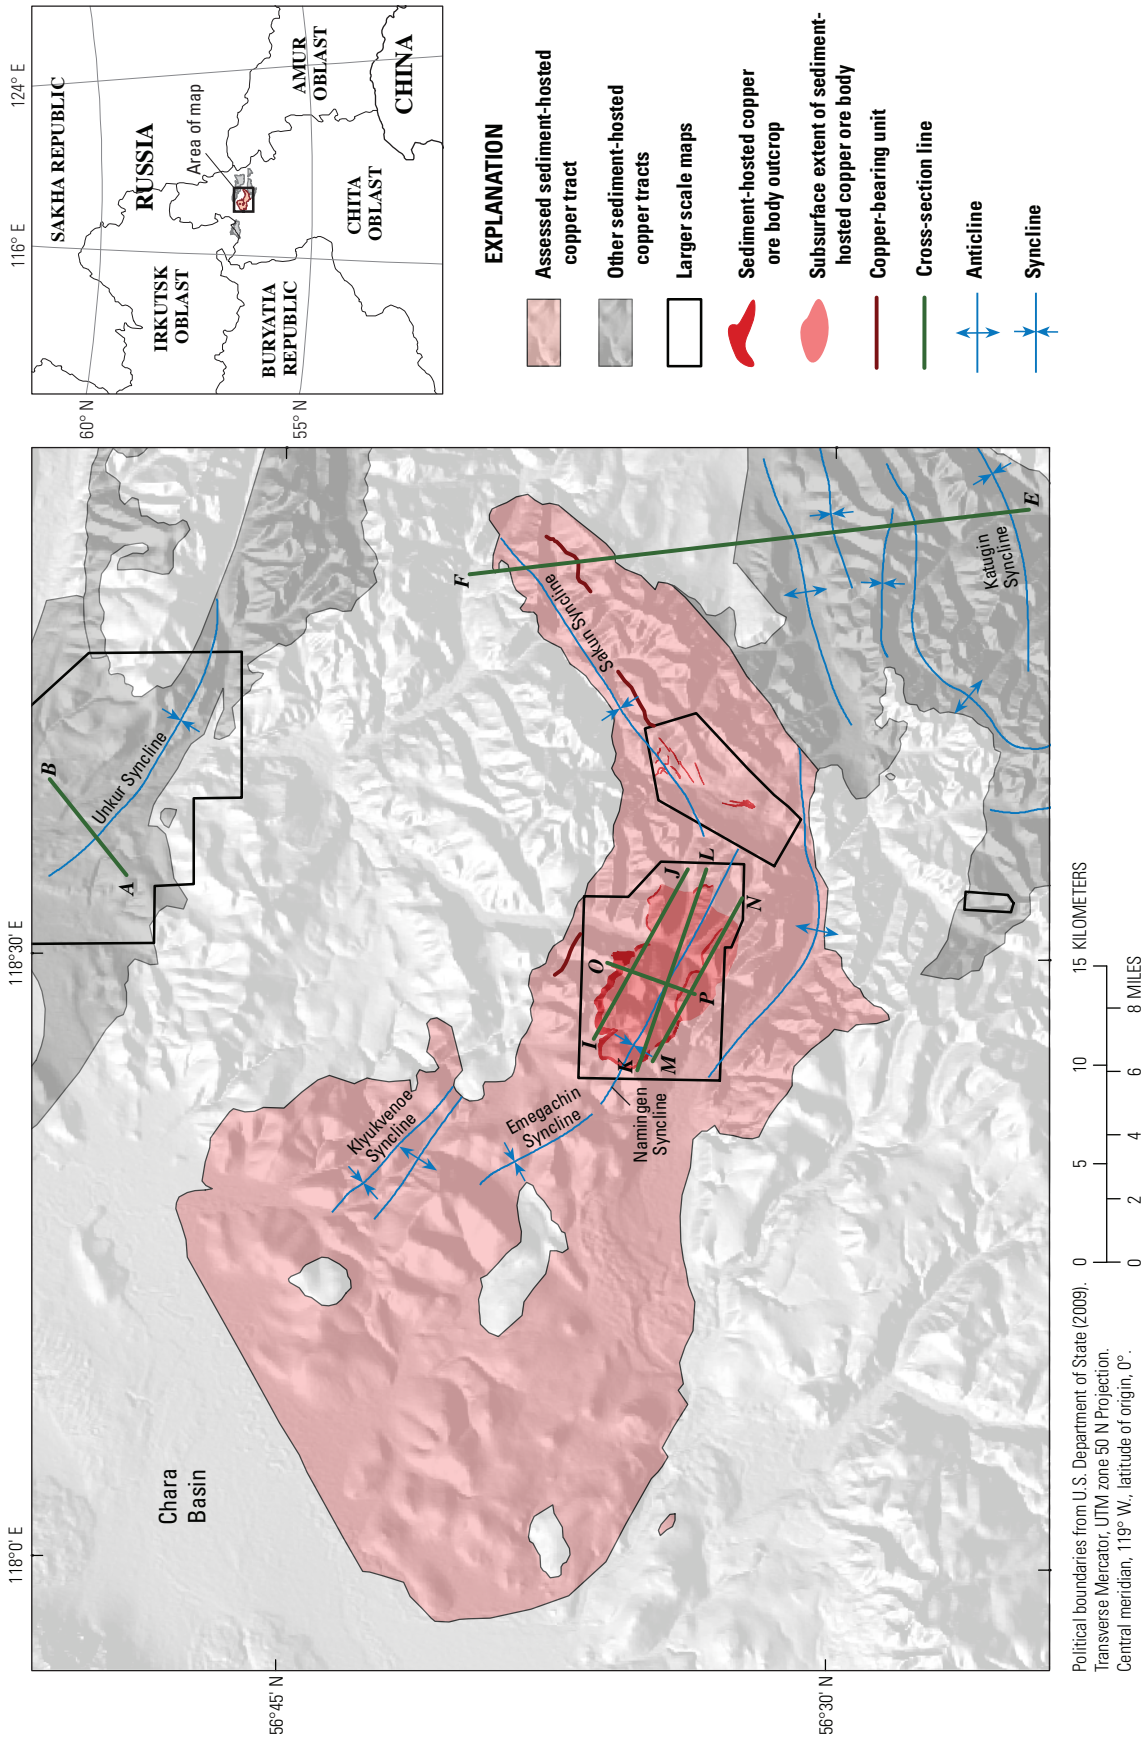 118°0' E
118°30' E
56°45' N
56°30' N
Chara
Basin
Unkur Syncline
A
B
Klyukvenoe
Syncline
Emegachin
Syncline
Namingen
Syncline
Sakun Syncline
Katugin
Syncline
F
E
I
J
K
L
M
N
O
P
116° E
124° E
60° N
55° N
SAKHA REPUBLIC
RUSSIA
Area of map
IRKUTSK
OBLAST
BURYATIA
REPUBLIC
CHITA
OBLAST
AMUR
OBLAST
CHINA
EXPLANATION
Assessed sediment-hosted
copper tract
Other sediment-hosted
copper tracts
Larger scale maps
Sediment-hosted copper
ore body outcrop
Subsurface extent of sediment-
hosted copper ore body
Copper-bearing unit
Cross-section line
Anticline
Syncline
0 5 10 15 KILOMETERS
0 2 4 6 8 MILES
Political boundaries from U.S. Department of State (2009).
Transverse Mercator, UTM zone 50 N Projection.
Central meridian, 119° W., latitude of origin, 0°.